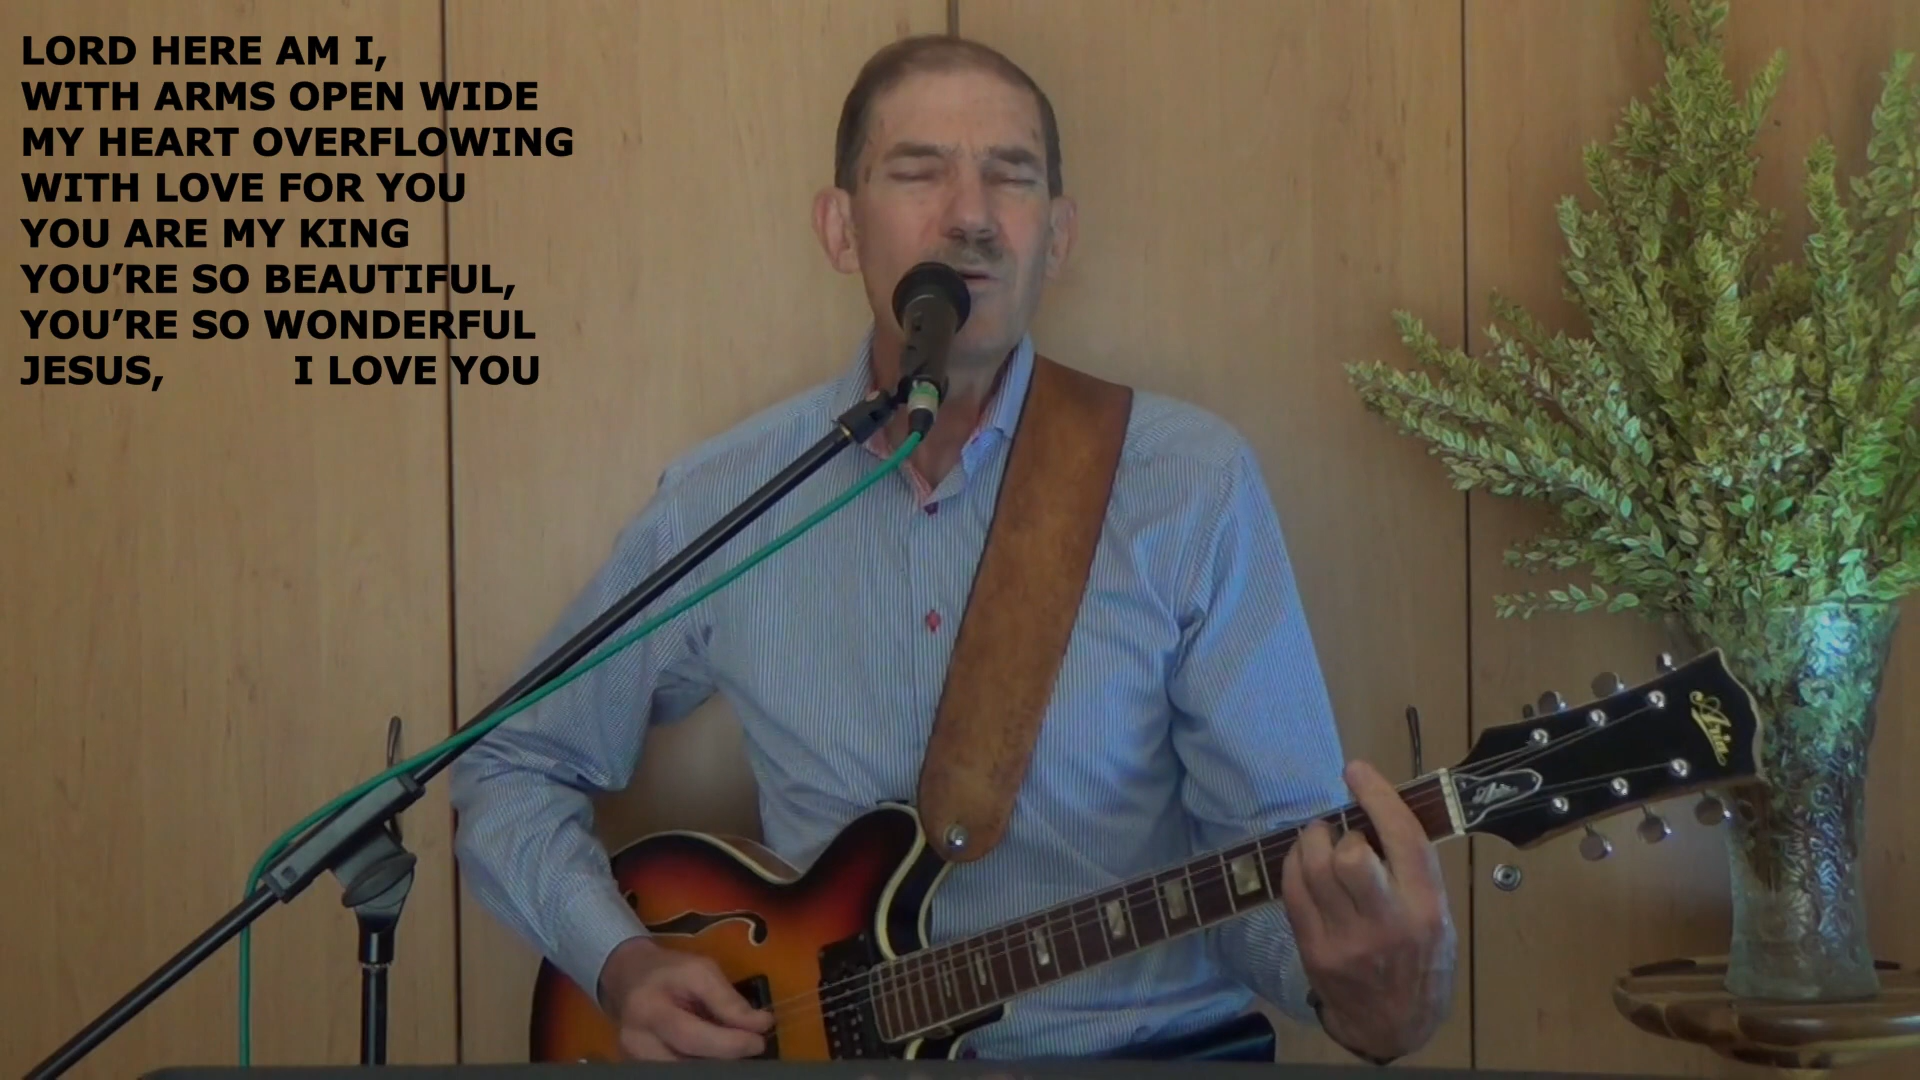 LORD HERE AM I,
WITH ARMS OPEN WIDE
MY HEART OVERFLOWING
WITH LOVE FOR YOU
YOU ARE MY KING
YOU’RE SO BEAUTIFUL,
YOU’RE SO WONDERFUL
JESUS, I LOVE YOU
Aria